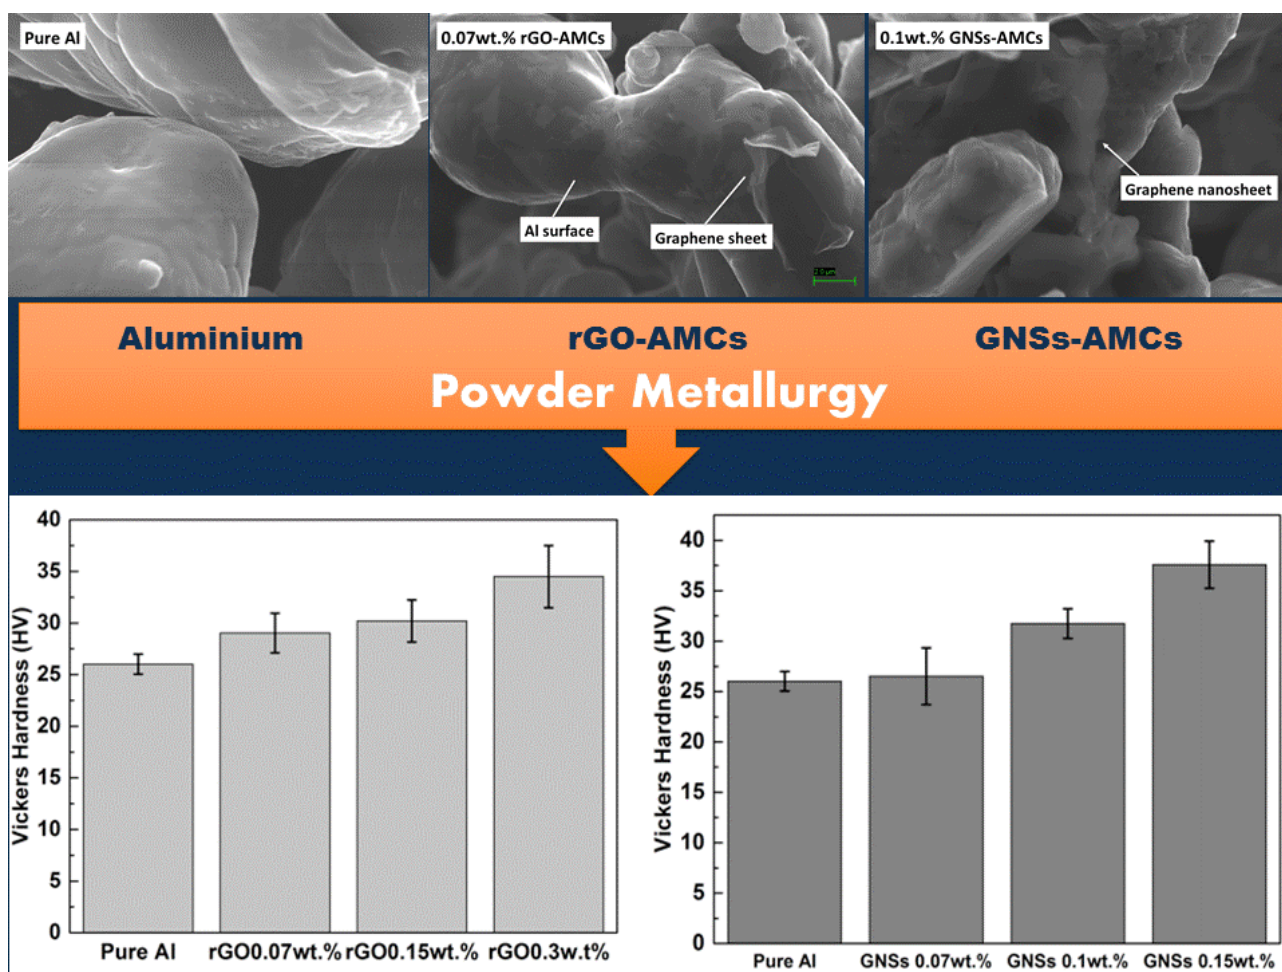 Pure Al
0.07wt.% rGO-AMCs
0.1wt.% GNSs-AMCs
Al surface
Graphene sheet
Graphene nanosheet
2.0 µm
Aluminium
rGO-AMCs
GNSs-AMCs
Powder Metallurgy
Vickers Hardness (HV)
40
35
30
25
20
15
10
5
0
Pure Al
rGO0.07wt.%
rGO0.15wt.%
rGO0.3w.t%
Vickers Hardness (HV)
40
35
30
25
20
15
10
5
0
Pure Al
GNSs 0.07wt.%
GNSs 0.1wt.%
GNSs 0.15wt.%